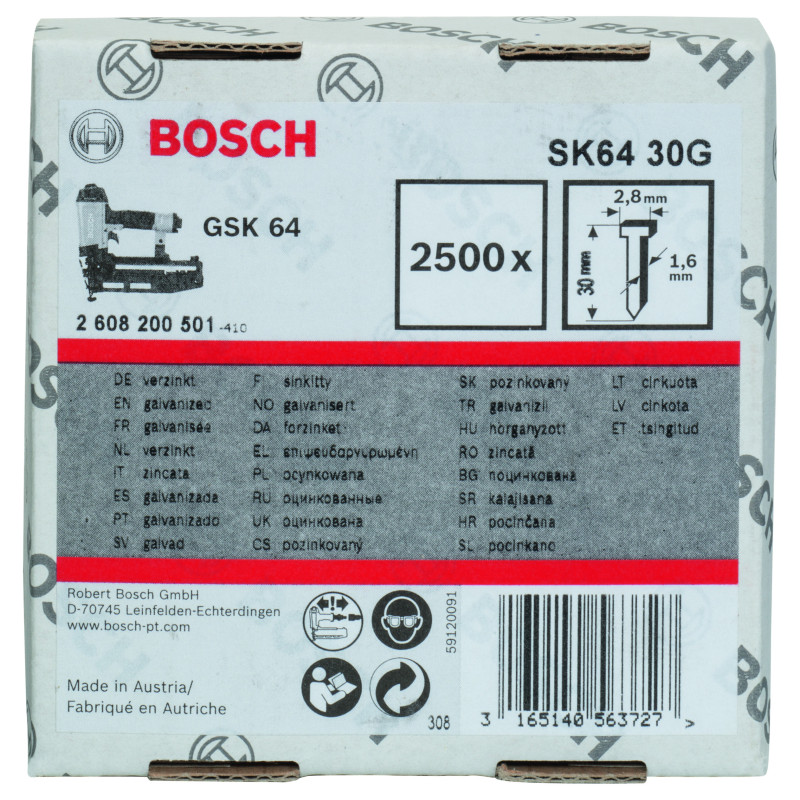 BOSCH
SK64 30G
GSK 64
2500 x
2,8 mm
30 mm
1,6 mm
2 608 200 501 -410
DE verzinkt
EN galvanized
FR galvanisée
NL verzinkt
IT zincata
ES galvanizada
PT galvanizado
SV galvad
F sinkitty
NO galvanisert
DA forzinket
EL επιψευδαργυρωμένη
PL ocynkowana
RU оцинкованные
UK оцинкована
CS pozinkovaný
SK pozinkovaný
TR galvanizli
HU horganyzott
RO zincată
BG поцинкована
SR kalajisana
HR pocinčana
SL pocinkano
LT cinkuota
LV cinkota
ET tsingitud
Robert Bosch GmbH
D-70745 Leinfelden-Echterdingen
www.bosch-pt.com
Made in Austria/
Fabriqué en Autriche
59120091
308
3 165140 563727 >
BOSCH
BOSCH
BOSCH
BOSCH